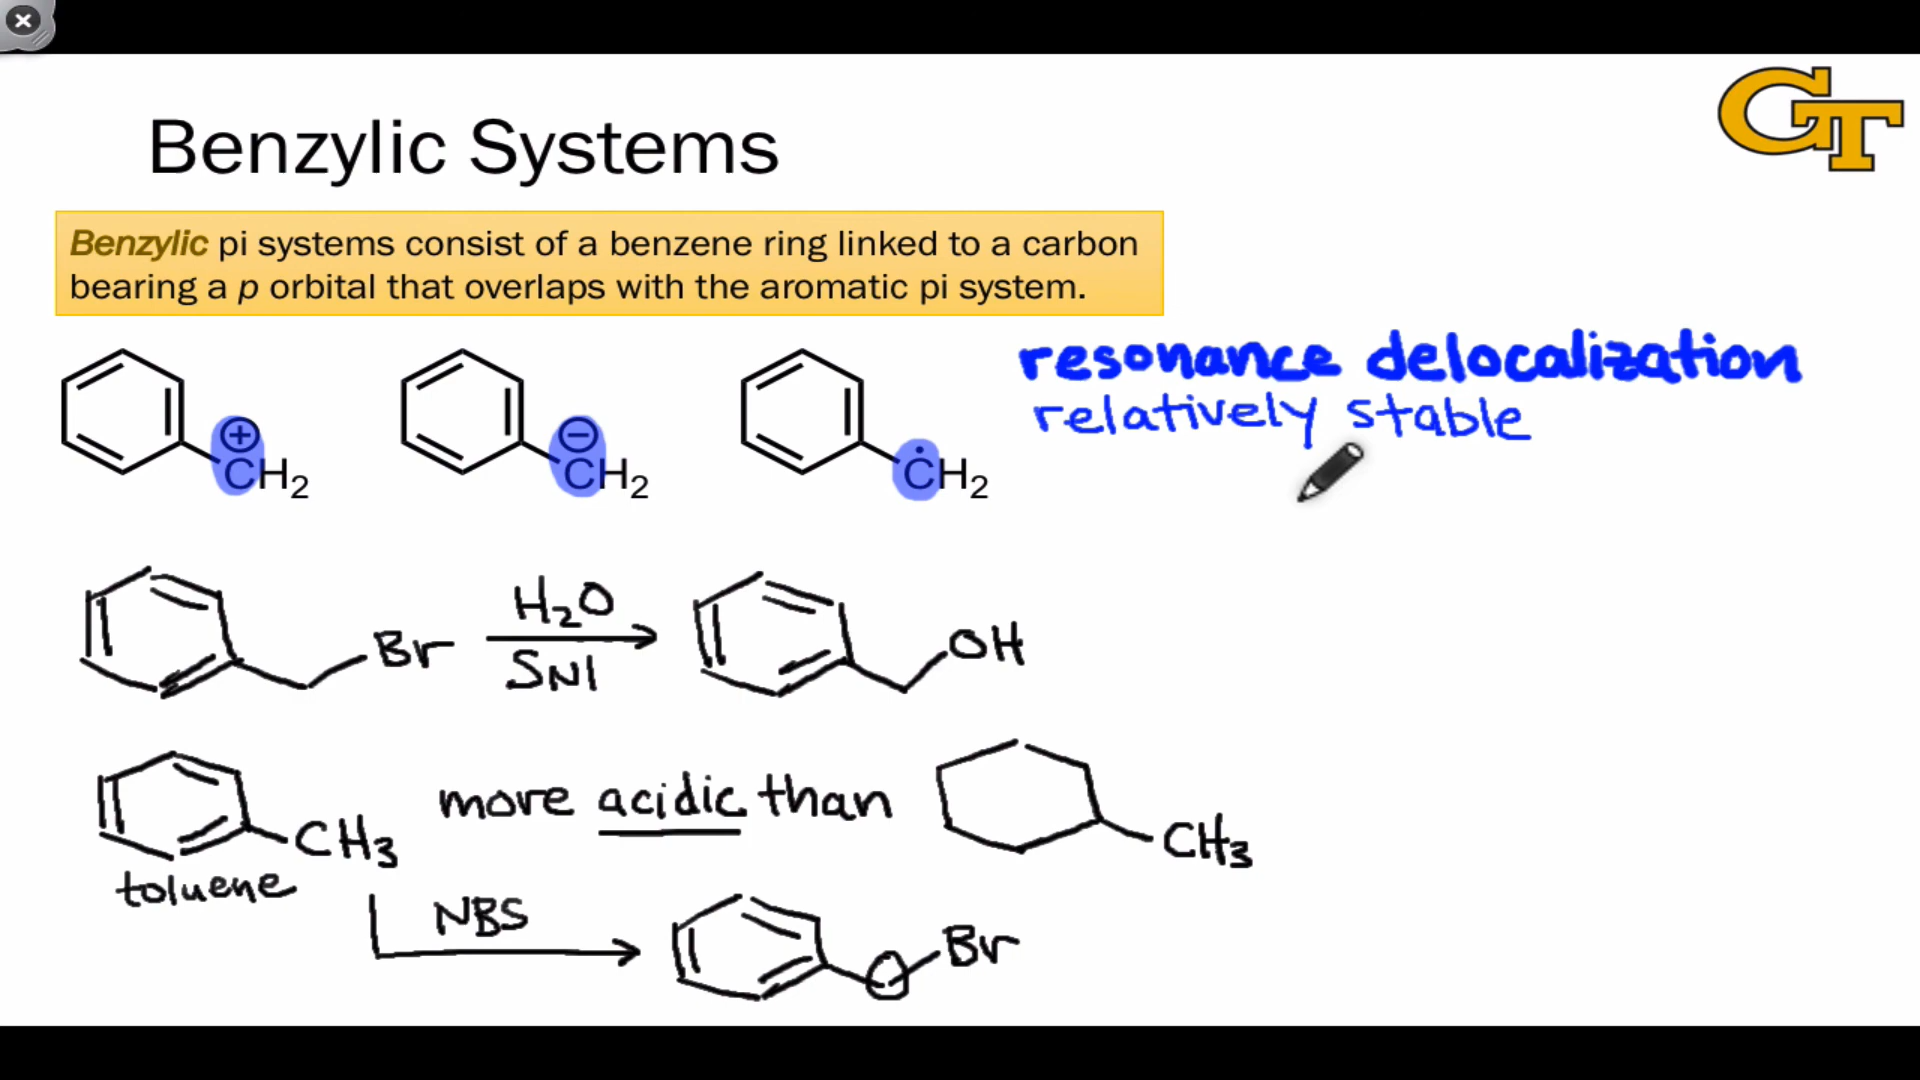 GT
Benzylic Systems
Benzylic pi systems consist of a benzene ring linked to a carbon
bearing a p orbital that overlaps with the aromatic pi system.
resonance delocalization
relatively stable
⊕
CH2
⊖
CH2
ĊH2
Br
H2O
SN1
OH
CH3
toluene
more acidic than
CH3
NBS
Br